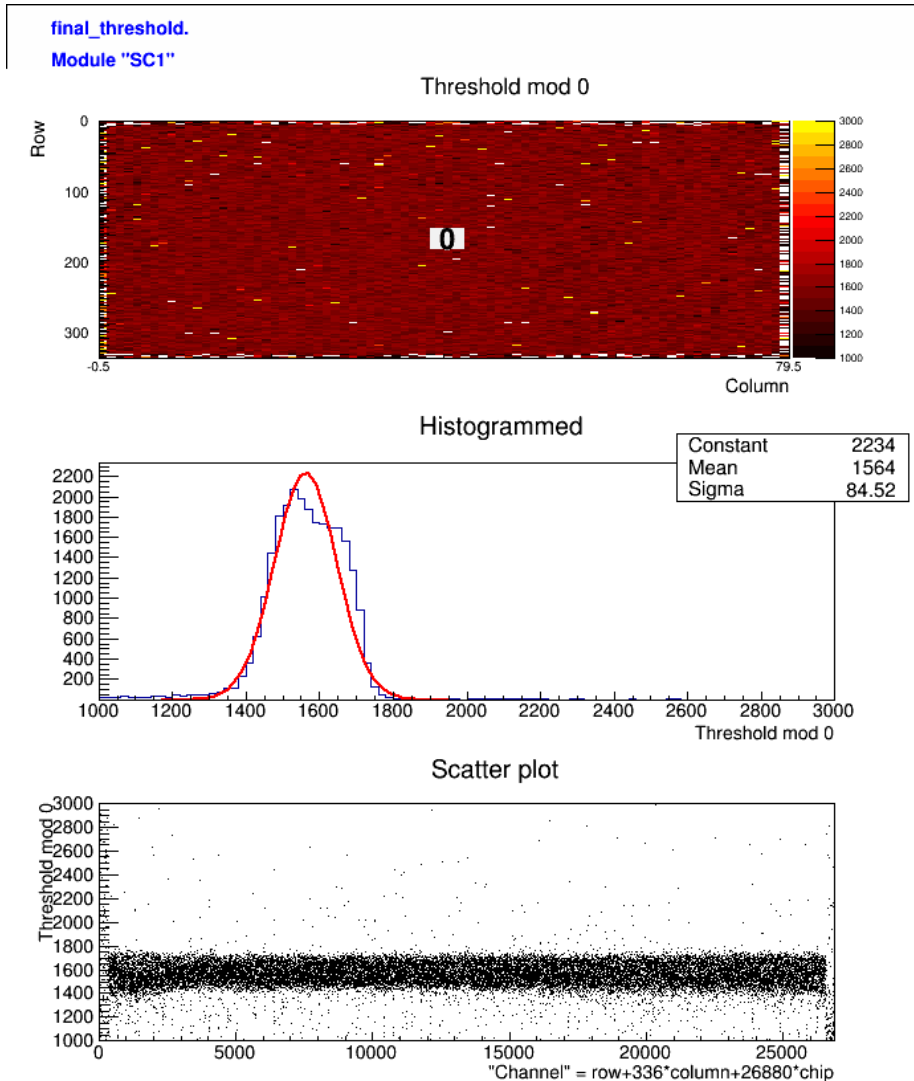 final_threshold.
Module "SC1"
Threshold mod 0
Row
0
100
200
300
-0.5
79.5
Column
0
3000
2800
2600
2400
2200
2000
1800
1600
1400
1200
1000
Histogrammed
Constant 2234
Mean 1564
Sigma 84.52
2200
2000
1800
1600
1400
1200
1000
800
600
400
200
1000 1200 1400 1600 1800 2000 2200 2400 2600 2800 3000
Threshold mod 0
Scatter plot
Threshold mod 0
3000
2800
2600
2400
2200
2000
1800
1600
1400
1200
1000
0 5000 10000 15000 20000 25000
"Channel" = row+336*column+26880*chip